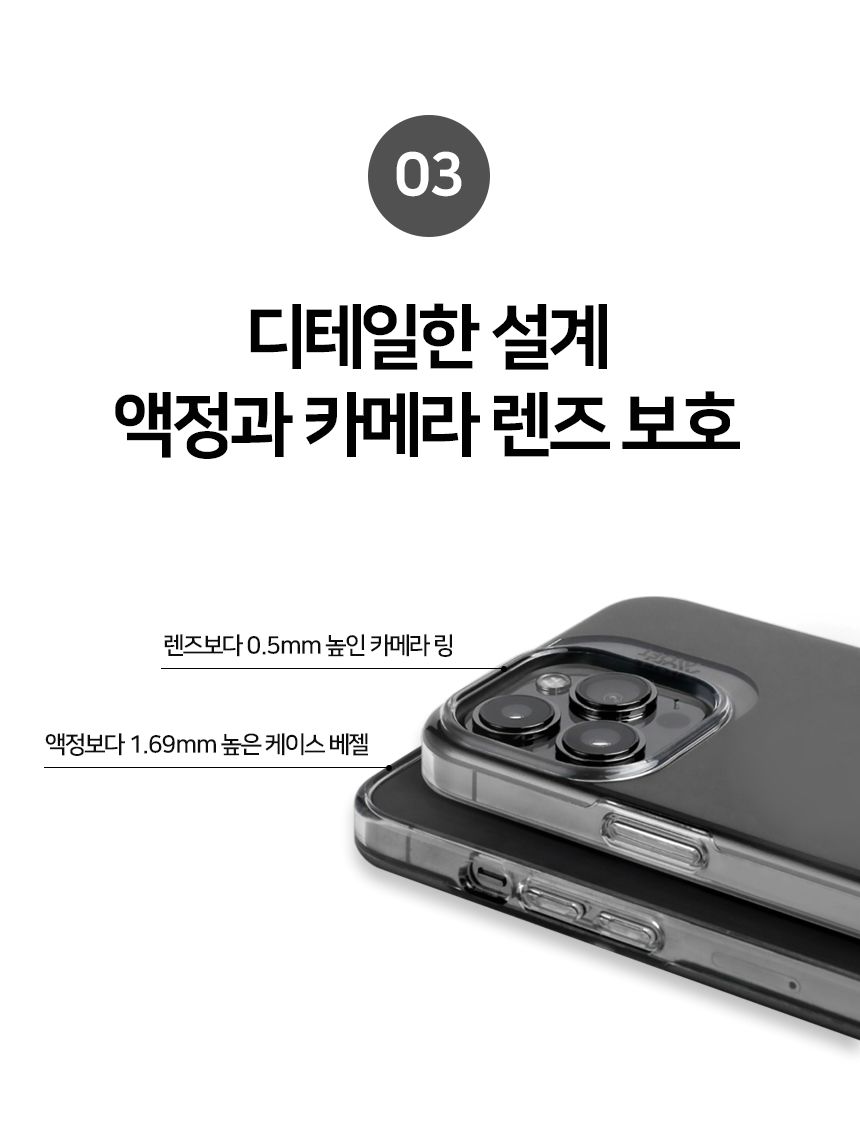 03
디테일한 설계
액정과 카메라 렌즈 보호
렌즈보다 0.5mm 높인 카메라 링
액정보다 1.69mm 높은 케이스 베젤